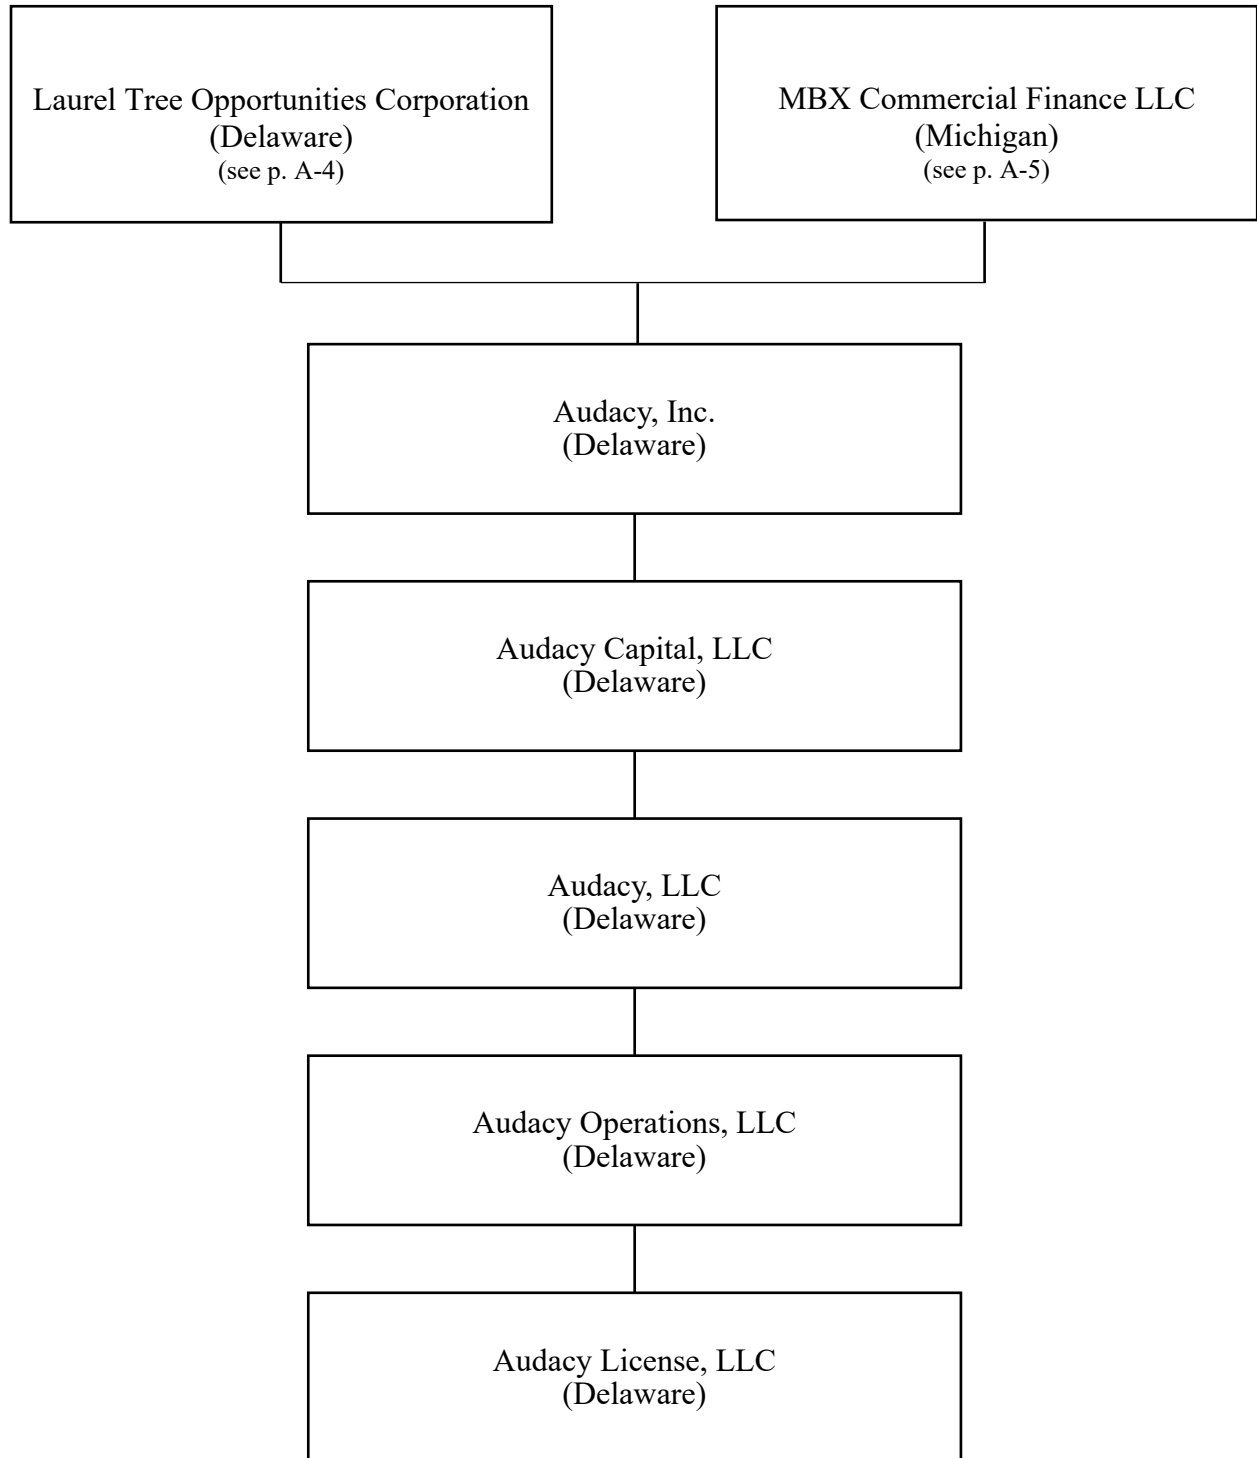 Laurel Tree Opportunities Corporation
(Delaware)
(see p. A-4)
MBX Commercial Finance LLC
(Michigan)
(see p. A-5)
Audacy, Inc.
(Delaware)
Audacy Capital, LLC
(Delaware)
Audacy, LLC
(Delaware)
Audacy Operations, LLC
(Delaware)
Audacy License, LLC
(Delaware)